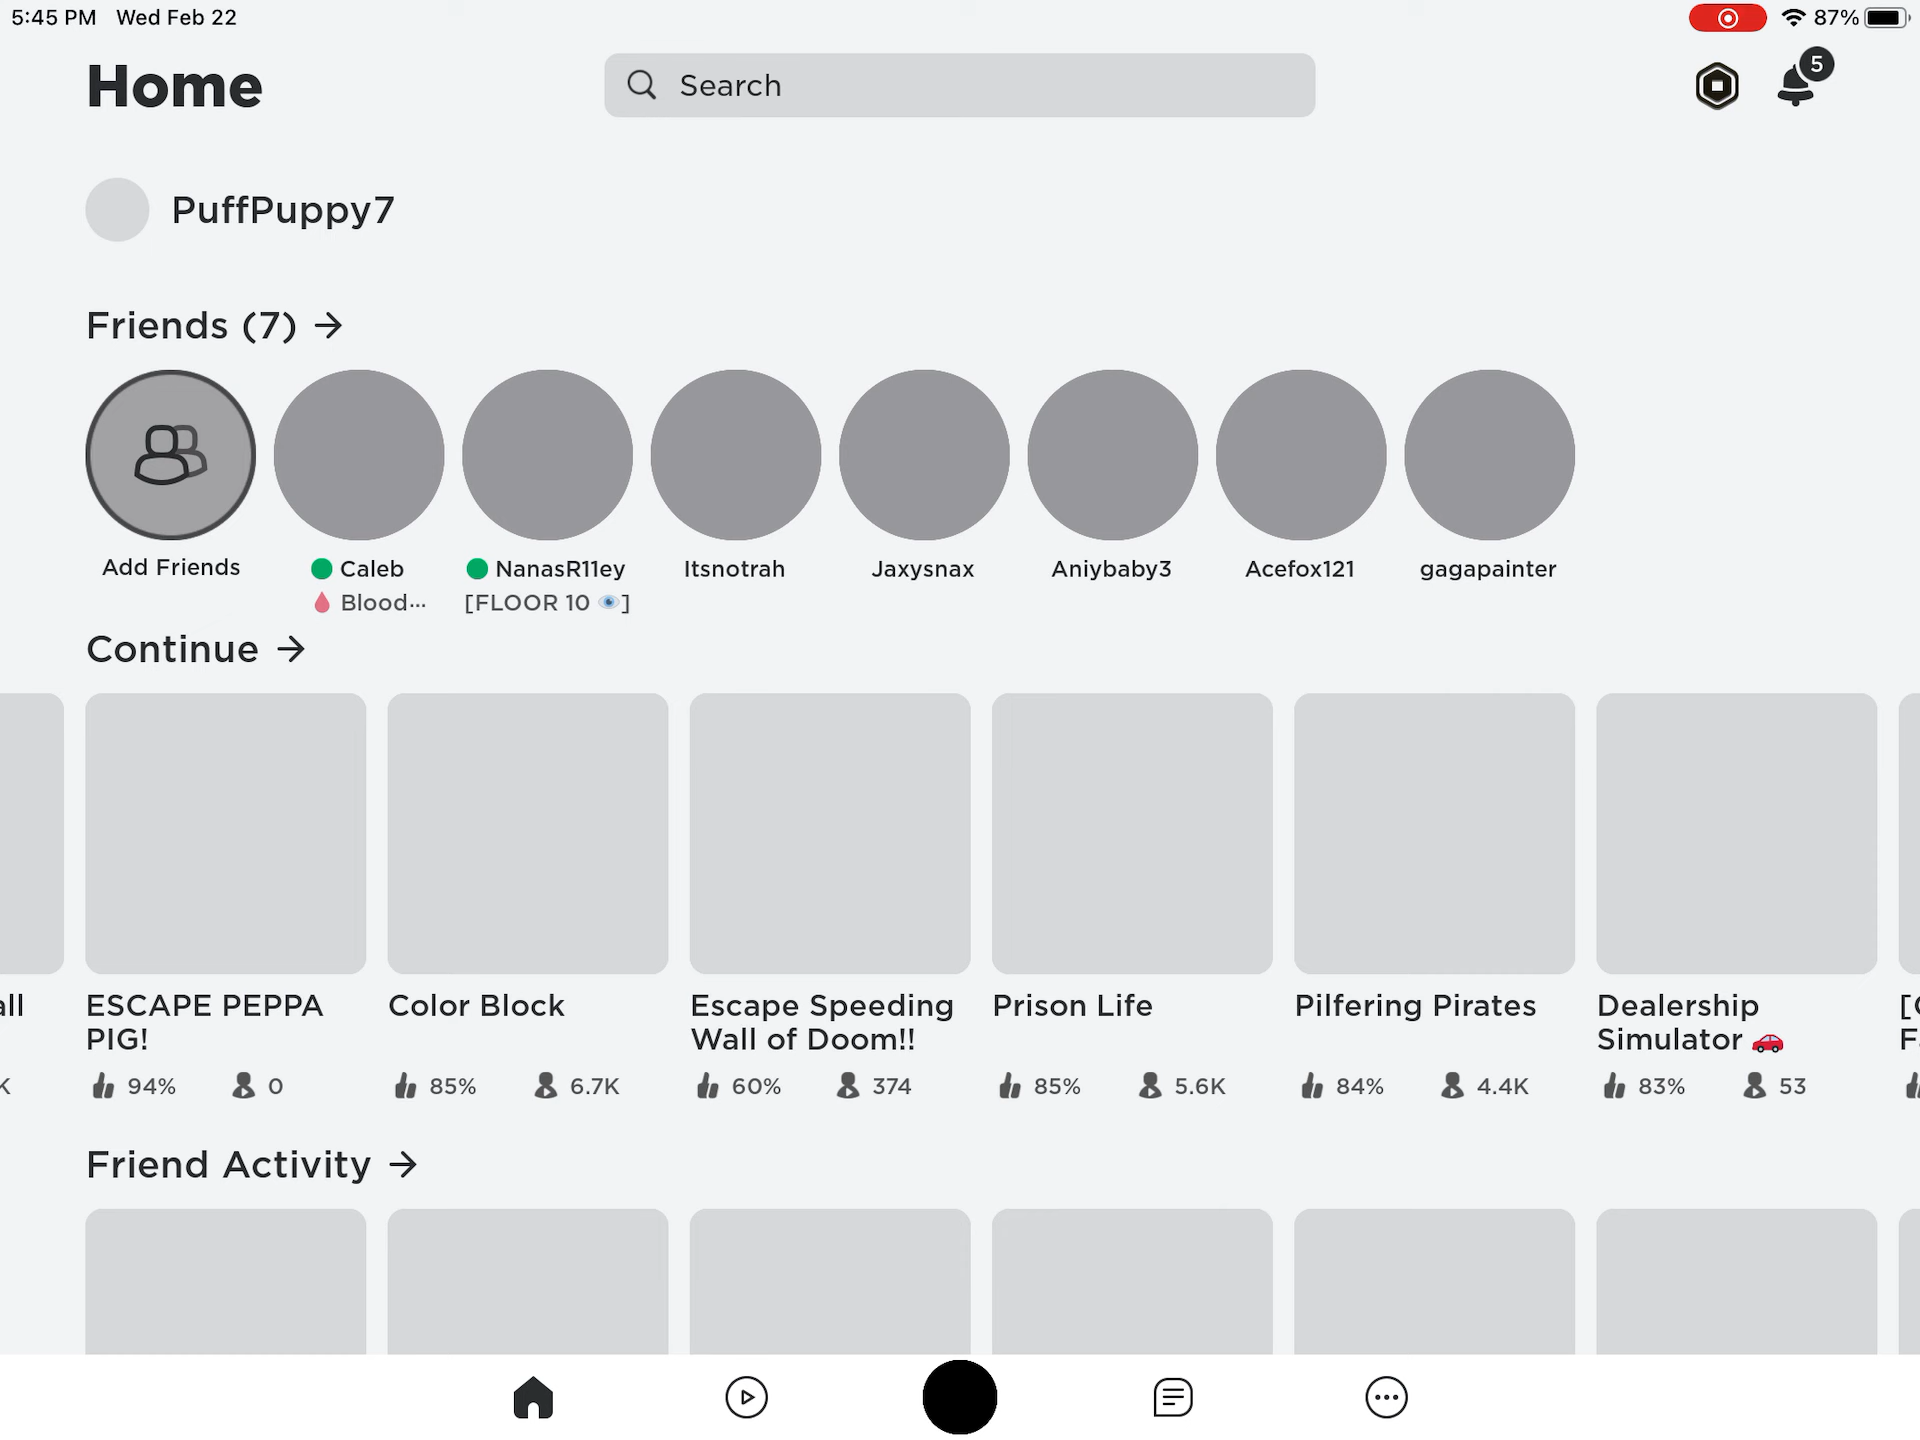 5:45 PM Wed Feb 22
87%
Home
Search
5
PuffPuppy7
Friends (7) →
Add Friends
Caleb
Blood...
NanasR11ey
[FLOOR 10 👁]
Itsnotrah
Jaxysnax
Aniybaby3
Acefox121
gagapainter
Continue →
all
K
ESCAPE PEPPA
PIG!
94% 0
Color Block
85% 6.7K
Escape Speeding
Wall of Doom!!
60% 374
Prison Life
85% 5.6K
Pilfering Pirates
84% 4.4K
Dealership
Simulator 🚗
83% 53
Friend Activity →